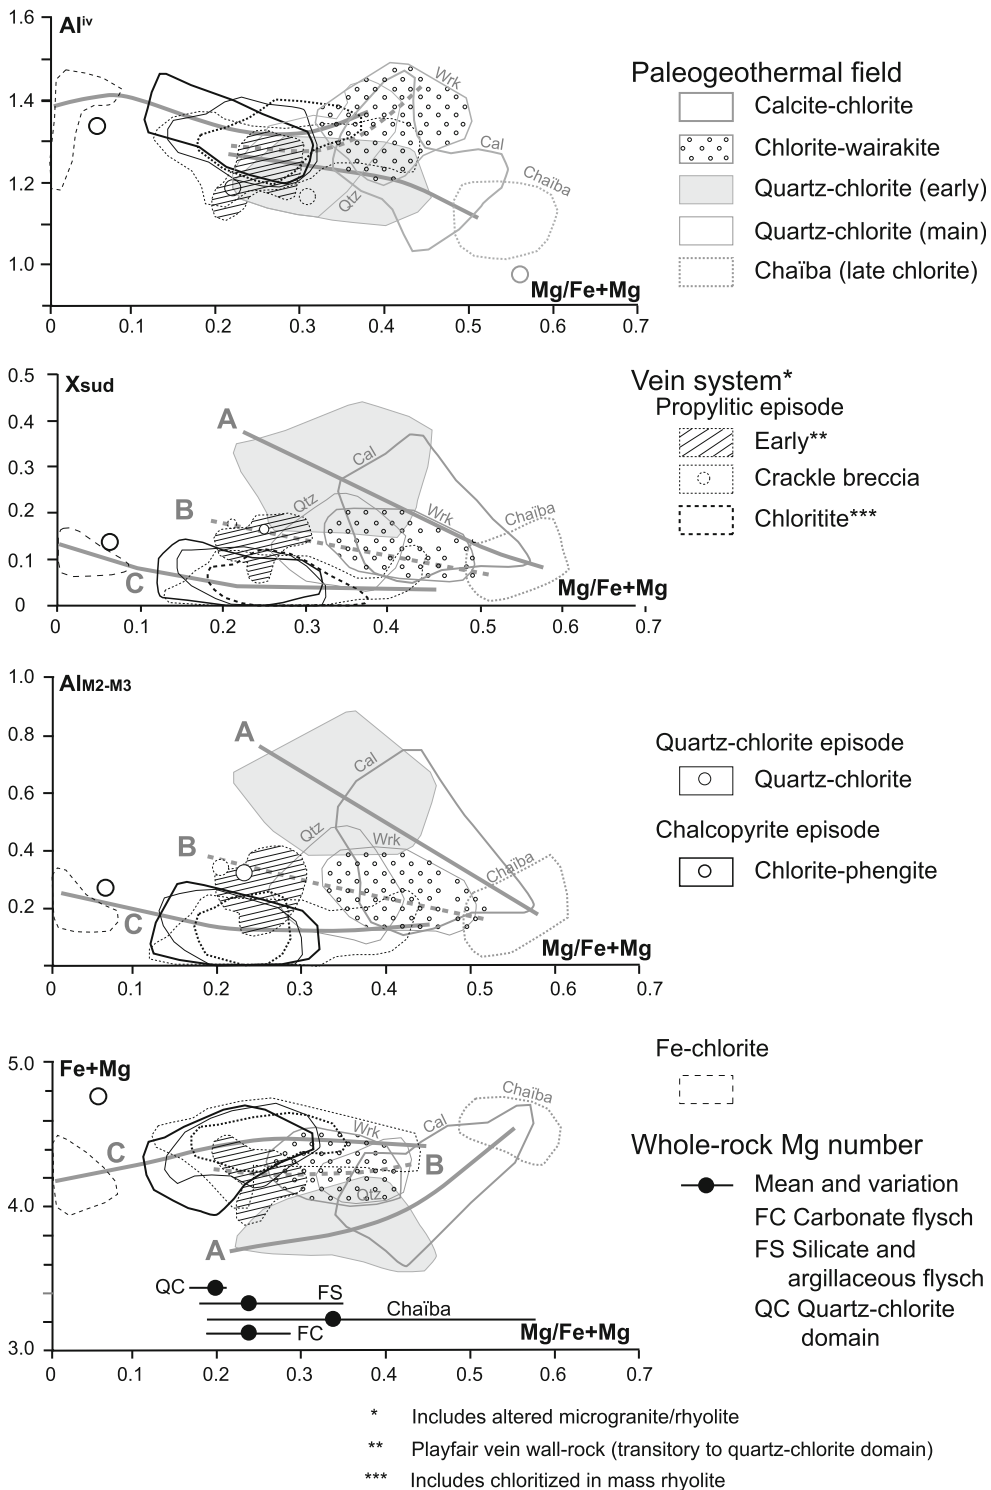 1.6
Al^iv
1.4
1.2
1.0
Wrk
Cal
Chaïba
Qtz
Mg/Fe+Mg
0 0.1 0.2 0.3 0.4 0.5 0.6 0.7
Paleogeothermal field
Calcite-chlorite
Chlorite-wairakite
Quartz-chlorite (early)
Quartz-chlorite (main)
Chaïba (late chlorite)
0.5
Xsud
0.4
0.3
0.2
0.1
0
A
B
C
Cal
Qtz
Wrk
Chaïba
Mg/Fe+Mg
0 0.1 0.2 0.3 0.4 0.5 0.6 0.7
Vein system*
Propylitic episode
Early**
Crackle breccia
Chloritite***
1.0
AlM2-M3
0.8
0.6
0.4
0.2
A
B
C
Cal
Qtz
Wrk
Chaïba
Mg/Fe+Mg
0 0.1 0.2 0.3 0.4 0.5 0.6 0.7
Quartz-chlorite episode
Quartz-chlorite
Chalcopyrite episode
Chlorite-phengite
5.0
Fe+Mg
4.0
3.0
C
A
B
Wrk
Cal
Chaïba
Qtz
QC
FS
Chaïba
FC
Mg/Fe+Mg
0 0.1 0.2 0.3 0.4 0.5 0.6 0.7
Fe-chlorite
Whole-rock Mg number
Mean and variation
FC Carbonate flysch
FS Silicate and
argillaceous flysch
QC Quartz-chlorite
domain
* Includes altered microgranite/rhyolite
** Playfair vein wall-rock (transitory to quartz-chlorite domain)
*** Includes chloritized in mass rhyolite